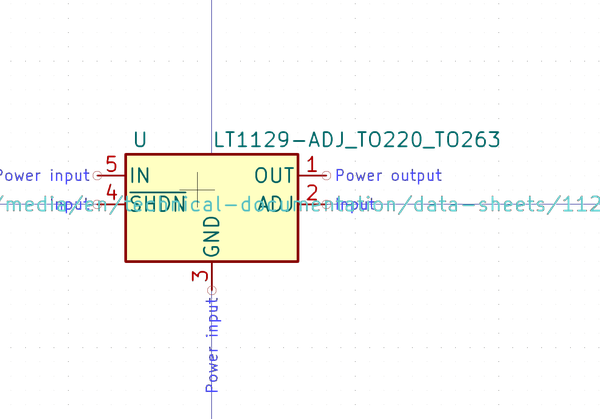 U LT1129-ADJ_TO220_TO263
Power input 5 IN OUT 1 Power output
Input 4 SHDN ADJ 2 Input
/media/en/technical-documentation/data-sheets/112
GND
3
Power input